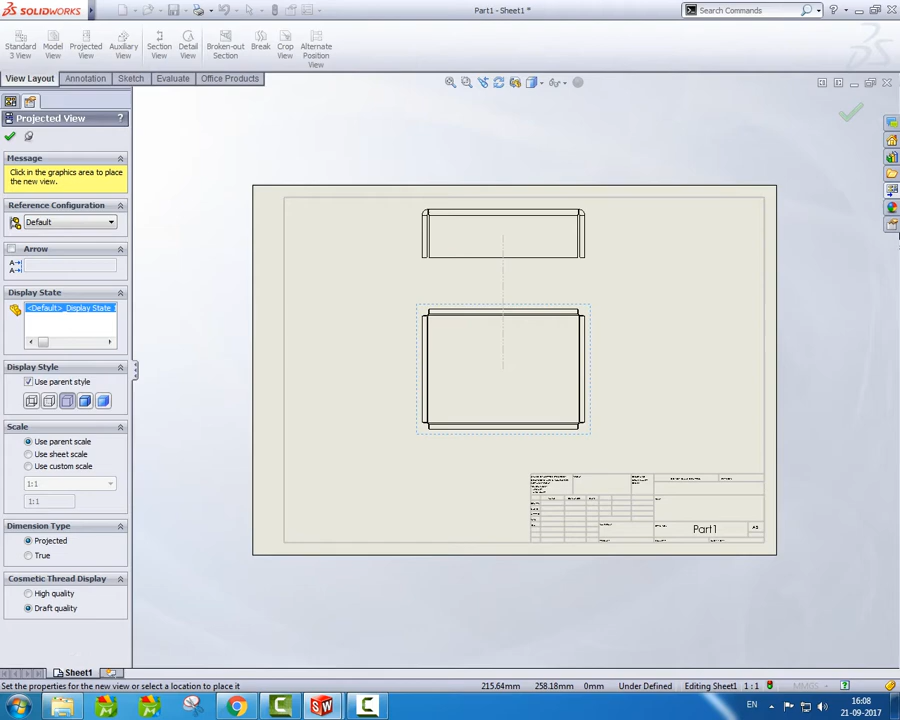 SOLIDWORKS
Part1 - Sheet1 *
Search Commands
Standard 3 View
Model View
Projected View
Auxiliary View
Section View
Detail View
Broken-out Section
Break
Crop View
Alternate Position View
View Layout
Annotation
Sketch
Evaluate
Office Products
Projected View
?
Message
Click in the graphics area to place
the new view.
Reference Configuration
Default
Arrow
Display State
<Default>_Display State 1
Display Style
Use parent style
Scale
Use parent scale
Use sheet scale
Use custom scale
1:1
1:1
Dimension Type
Projected
True
Cosmetic Thread Display
High quality
Draft quality
Part1
Sheet1
Set the properties for the new view or select a location to place it
215.64mm
258.18mm
0mm
Under Defined
Editing Sheet1
1 : 1
MMGS
EN
16:08
21-09-2017